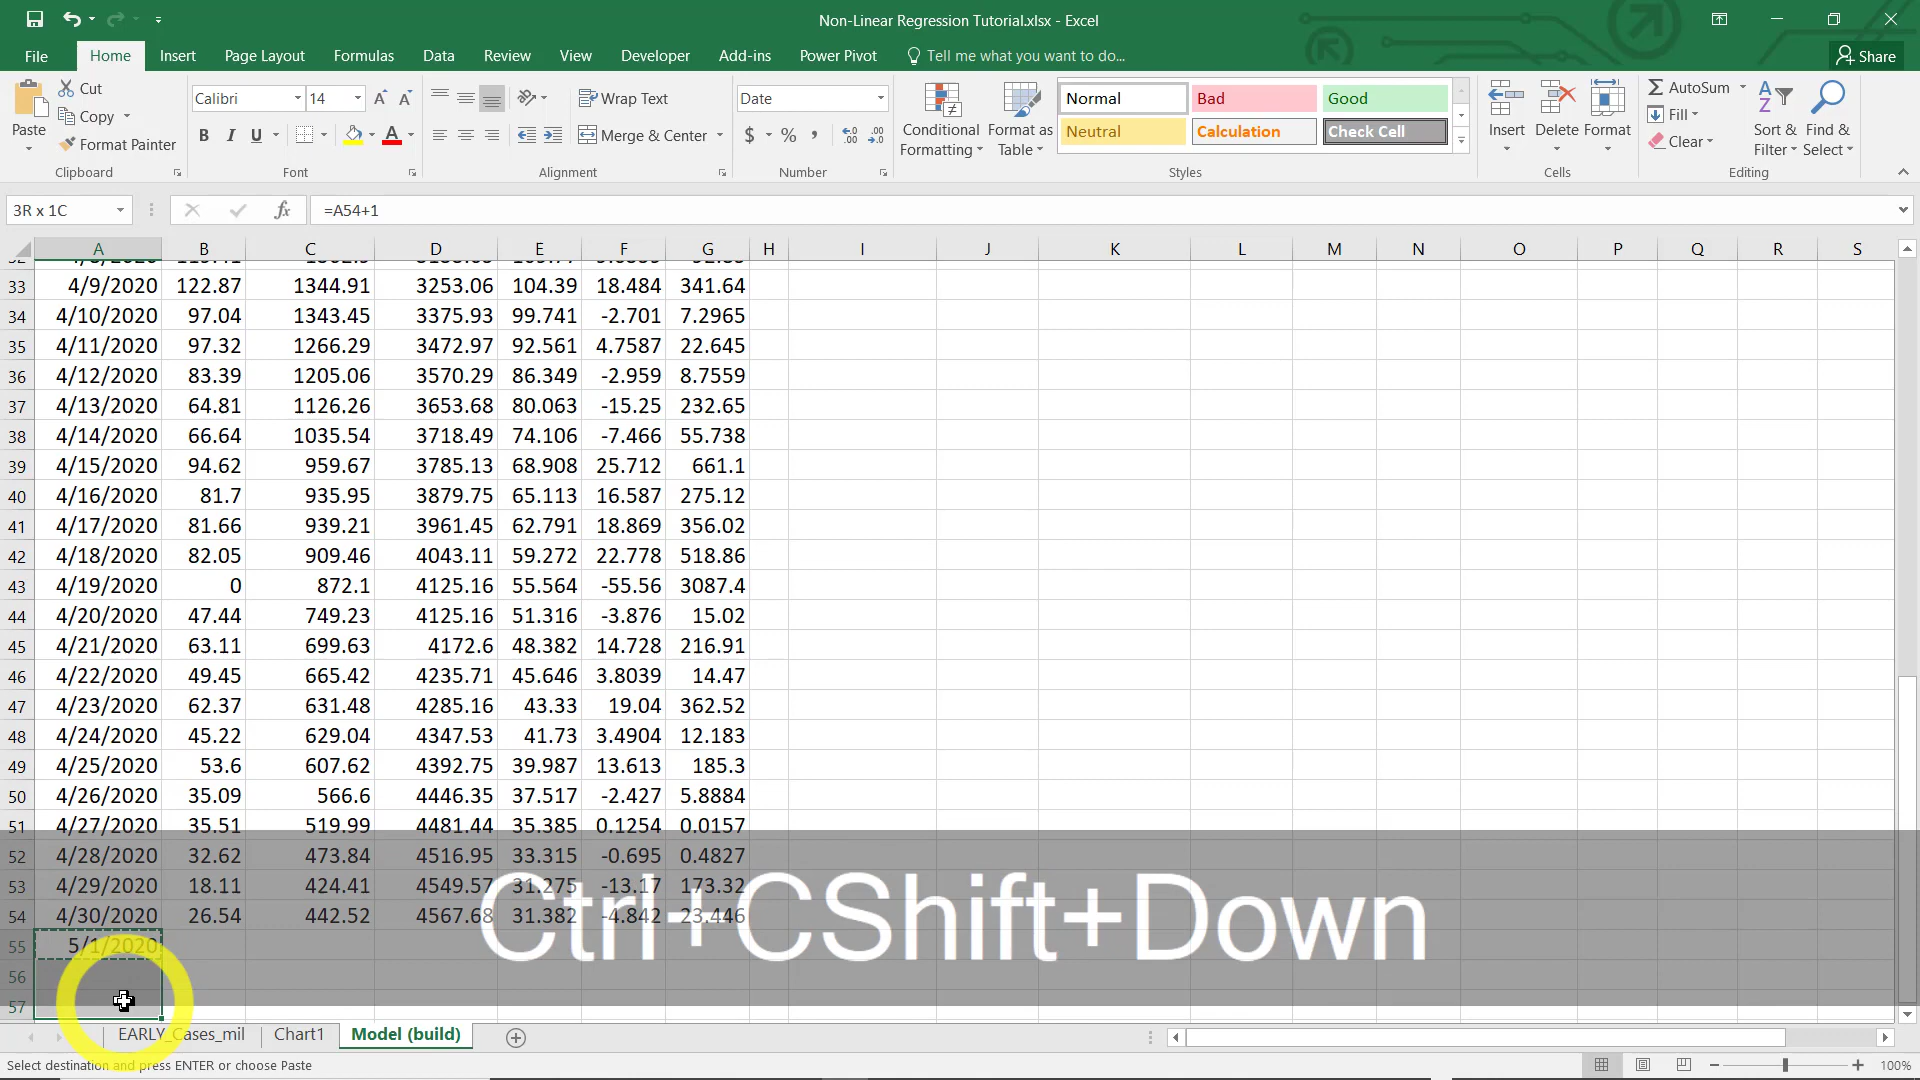 Non-Linear Regression Tutorial.xlsx - Excel
File Home Insert Page Layout Formulas Data Review View Developer Add-ins Power Pivot Tell me what you want to do... Share
Paste Cut Copy Format Painter Clipboard
Calibri 14 B I U A A Font
Wrap Text Merge & Center Alignment
Date $ % , Number
Conditional Formatting Format as Table
Normal Bad Good
Neutral Calculation Check Cell
Styles
Insert Delete Format Cells
AutoSum Fill Clear Sort & Filter Find & Select Editing
3R x 1C fx =A54+1
A B C D E F G H I J K L M N O P Q R S
33 4/9/2020 122.87 1344.91 3253.06 104.39 18.484 341.64
34 4/10/2020 97.04 1343.45 3375.93 99.741 -2.701 7.2965
35 4/11/2020 97.32 1266.29 3472.97 92.561 4.7587 22.645
36 4/12/2020 83.39 1205.06 3570.29 86.349 -2.959 8.7559
37 4/13/2020 64.81 1126.26 3653.68 80.063 -15.25 232.65
38 4/14/2020 66.64 1035.54 3718.49 74.106 -7.466 55.738
39 4/15/2020 94.62 959.67 3785.13 68.908 25.712 661.1
40 4/16/2020 81.7 935.95 3879.75 65.113 16.587 275.12
41 4/17/2020 81.66 939.21 3961.45 62.791 18.869 356.02
42 4/18/2020 82.05 909.46 4043.11 59.272 22.778 518.86
43 4/19/2020 0 872.1 4125.16 55.564 -55.56 3087.4
44 4/20/2020 47.44 749.23 4125.16 51.316 -3.876 15.02
45 4/21/2020 63.11 699.63 4172.6 48.382 14.728 216.91
46 4/22/2020 49.45 665.42 4235.71 45.646 3.8039 14.47
47 4/23/2020 62.37 631.48 4285.16 43.33 19.04 362.52
48 4/24/2020 45.22 629.04 4347.53 41.73 3.4904 12.183
49 4/25/2020 53.6 607.62 4392.75 39.987 13.613 185.3
50 4/26/2020 35.09 566.6 4446.35 37.517 -2.427 5.8884
51 4/27/2020 35.51 519.99 4481.44 35.385 0.1254 0.0157
52 4/28/2020 32.62 473.84 4516.95 33.315 -0.695 0.4827
53 4/29/2020 18.11 424.41 4549.57 31.275 -13.17 173.32
54 4/30/2020 26.54 442.52 4567.68 31.382 -4.842 23.446
Ctrl+CShift+Down
55 5/1/2020
56
57
EARLY_Cases_mil Chart1 Model (build)
Select destination and press ENTER or choose Paste 100%